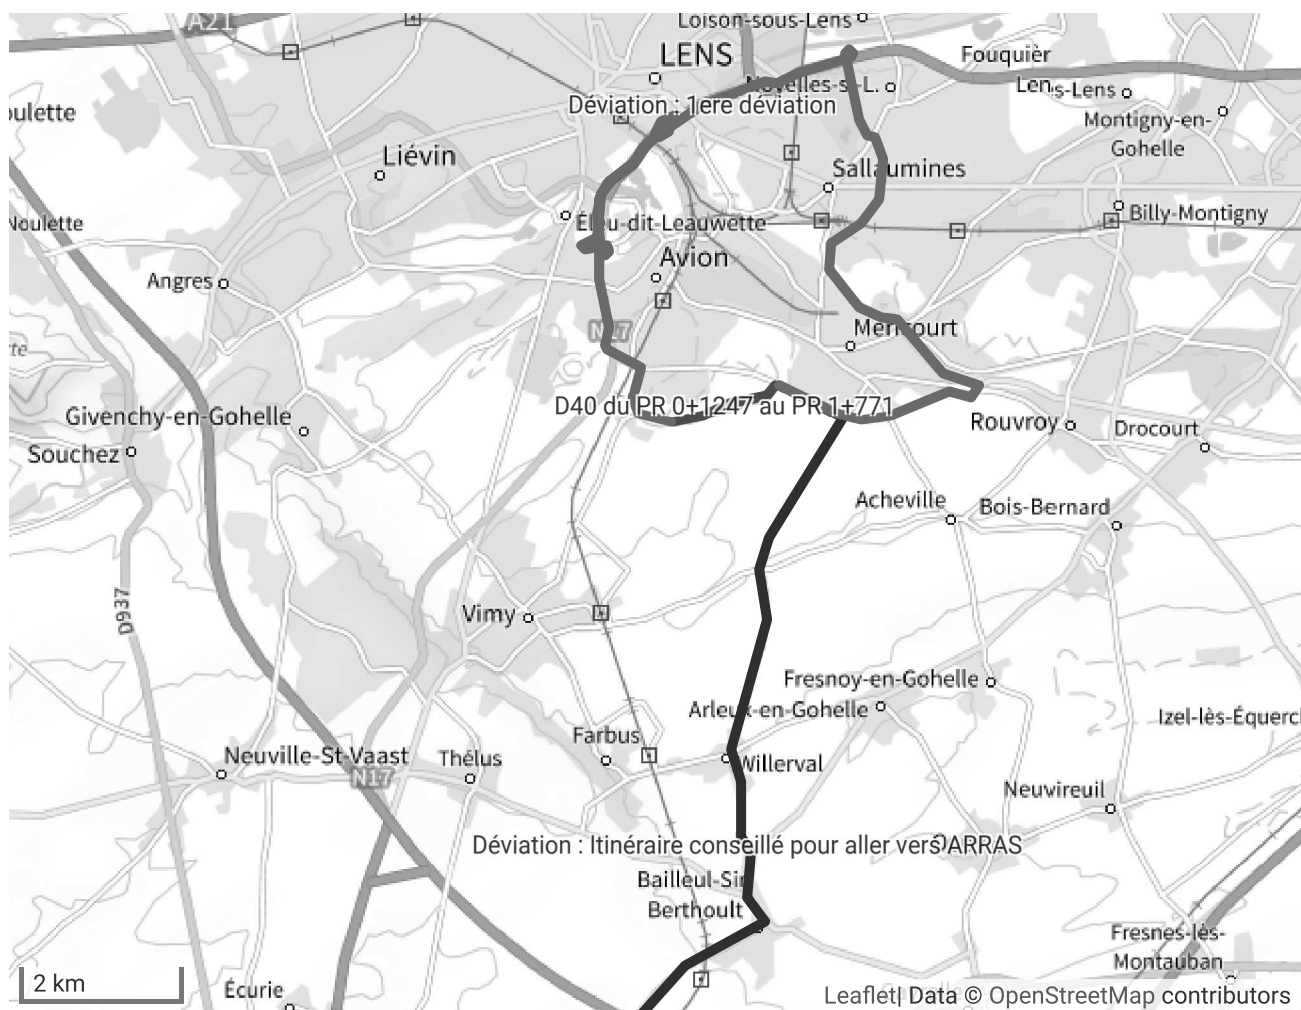 A21
Loison-sous-Lens
LENS
Fouquièr
Noyelles-s-L.
Len
s-Lens
Déviation : 1ere déviation
oulette
Montigny-en-
Gohelle
Liévin
Sallaumines
Noulette
Éleu-dit-Leauwette
Billy-Montigny
Avion
Angres
N17
Méricourt
Givenchy-en-Gohelle
D40 du PR 0+1247 au PR 1+771
Rouvroy
Drocourt
Souchez
Acheville
Bois-Bernard
D937
Vimy
Fresnoy-en-Gohelle
Arleux-en-Gohelle
Izel-lès-Équerc
Farbus
Neuville-St-Vaast
Thélus
Willerval
N17
Neuvireuil
Déviation : Itinéraire conseillé pour aller vers ARRAS
Bailleul-Sir
Berthoult
Fresnes-lès-
Montauban
2 km
Écurie
Leaflet| Data © OpenStreetMap contributors